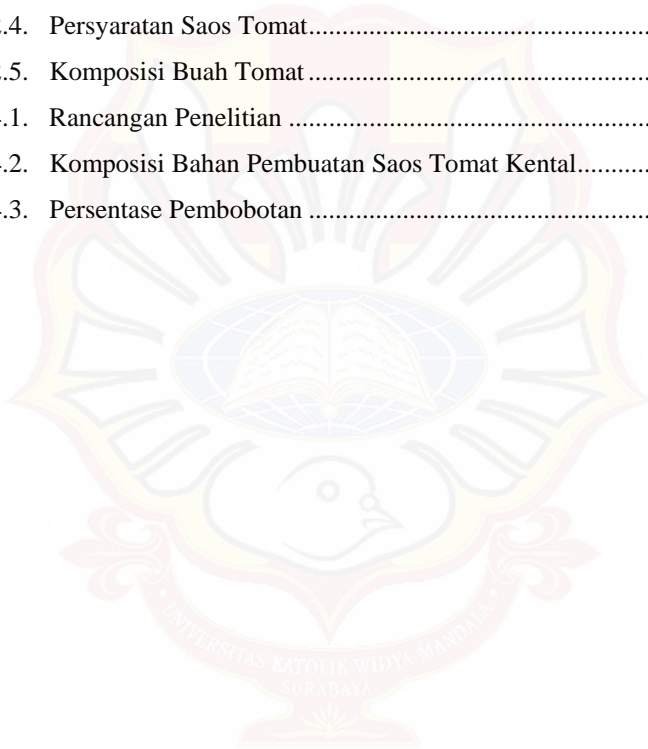 .4. Persyaratan Saos Tomat..........................................................
.5. Komposisi Buah Tomat..........................................................
.1. Rancangan Penelitian ..........................................................
.2. Komposisi Bahan Pembuatan Saos Tomat Kental...........
.3. Persentase Pembobotan ..........................................................
UNIVERSITAS KATOLIK WIDYA MANDALA
SURABAYA